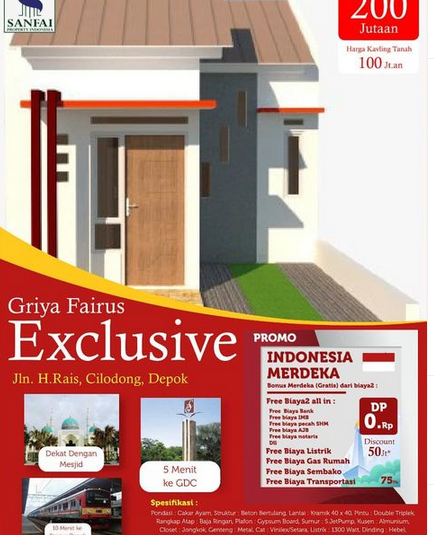 SANFAI
PROPERTY INDONESIA
200
Jutaan
Harga Kavling Tanah
100 Jt.an
Griya Fairus
Exclusive
Jln. H.Rais, Cilodong, Depok
Dekat Dengan
Mesjid
5 Menit
ke GDC
10 Menit ke
PROMO
INDONESIA
MERDEKA
Bonus Merdeka (Gratis) dari biaya2 :
Free Biaya2 all in :
Free Biaya Bank
Free biaya IMB
Free biaya pecah SHM
Free biaya AJB
Free biaya notaris
Dll
Free Biaya Listrik
Free Biaya Gas Rumah
Free Biaya Sembako
Free Biaya Transportasi
DP
0.Rp
Discount
50Jt*
75%
Spesifikasi :
Pondasi : Cakar Ayam, Struktur : Beton Bertulang, Lantai : Kramik 40 x 40, Pintu : Double Triplek,
Rangkap Atap : Baja Ringan, Plafon : Gypsum Board, Sumur : S.JetPump, Kusen : Almunium,
Closet : Jongkok, Genteng : Metal, Cat : Vinilex/Setara, Listrik : 1300 Watt, Dinding : Hebel,